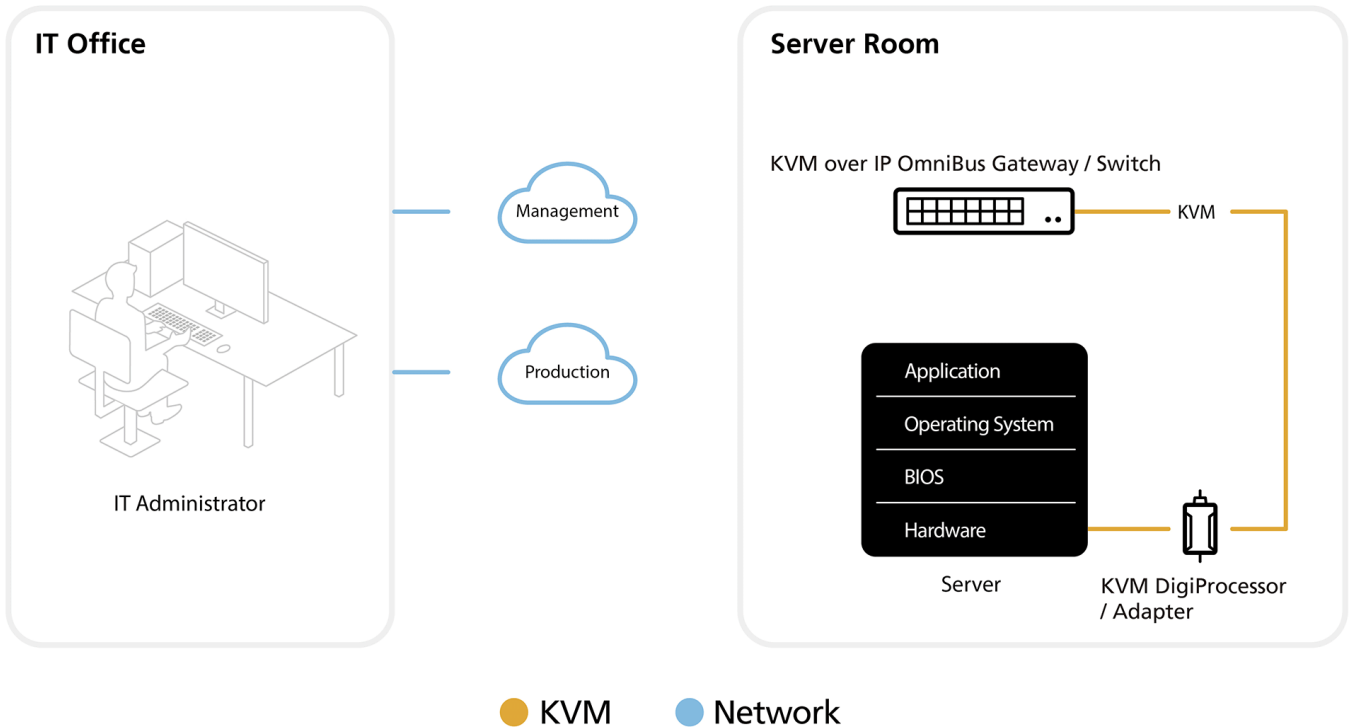 IT Office
IT Administrator
Management
Production
Server Room
KVM over IP OmniBus Gateway / Switch
KVM
Application
Operating System
BIOS
Hardware
Server
KVM DigiProcessor
/ Adapter
KVM
Network